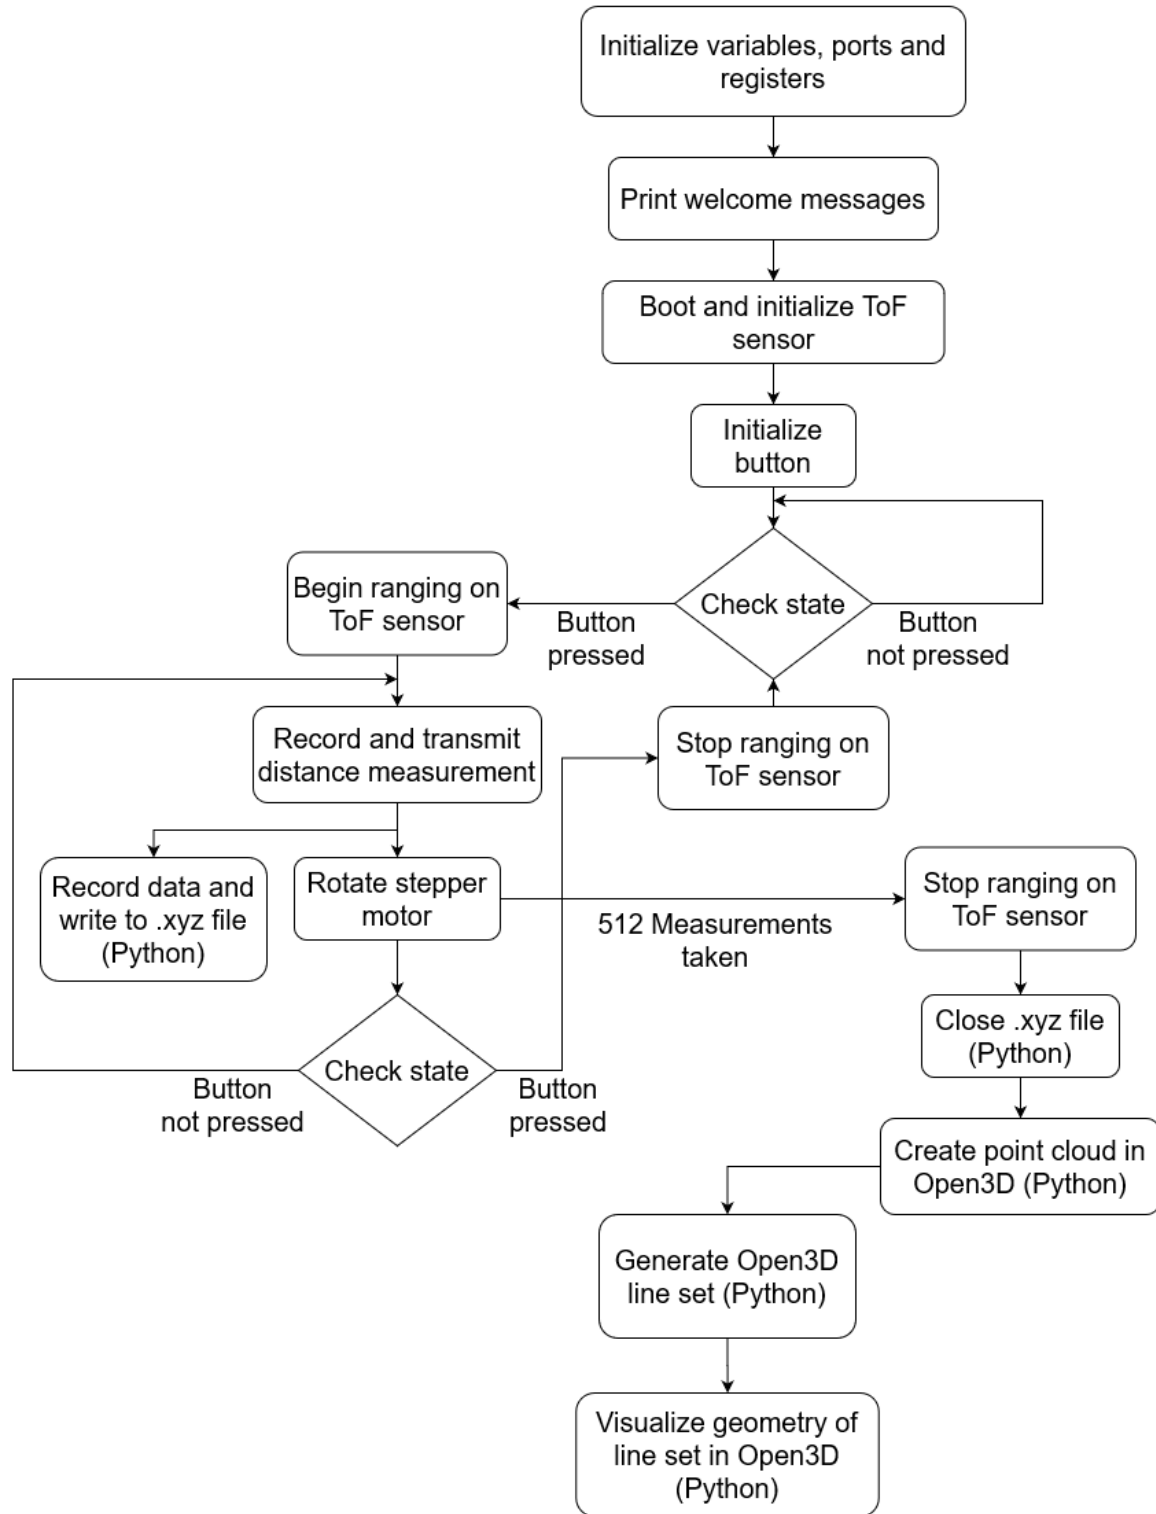 Initialize variables, ports and
registers
Print welcome messages
Boot and initialize ToF
sensor
Initialize
button
Check state
Button
pressed
Button
not pressed
Begin ranging on
ToF sensor
Record and transmit
distance measurement
Stop ranging on
ToF sensor
Record data and
write to .xyz file
(Python)
Rotate stepper
motor
512 Measurements
taken
Stop ranging on
ToF sensor
Check state
Button
not pressed
Button
pressed
Close .xyz file
(Python)
Create point cloud in
Open3D (Python)
Generate Open3D
line set (Python)
Visualize geometry of
line set in Open3D
(Python)